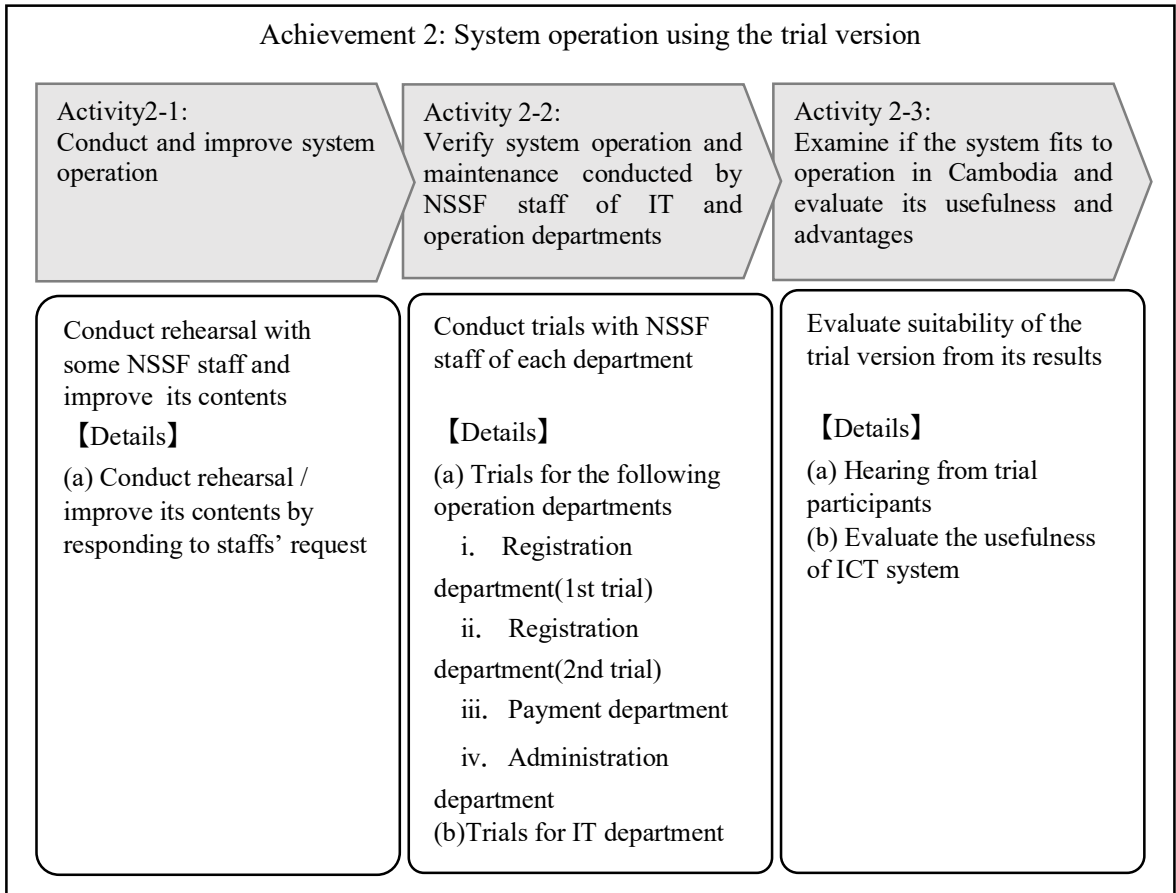 Achievement 2: System operation using the trial version
Activity2-1:
Conduct and improve system
operation
Activity 2-2:
Verify system operation and
maintenance conducted by
NSSF staff of IT and
operation departments
Activity 2-3:
Examine if the system fits to
operation in Cambodia and
evaluate its usefulness and
advantages
Conduct rehearsal with
some NSSF staff and
improve its contents
【Details】
(a) Conduct rehearsal /
improve its contents by
responding to staffs’ request
Conduct trials with NSSF
staff of each department
【Details】
(a) Trials for the following
operation departments
i. Registration
department(1st trial)
ii. Registration
department(2nd trial)
iii. Payment department
iv. Administration
department
(b)Trials for IT department
Evaluate suitability of the
trial version from its results
【Details】
(a) Hearing from trial
participants
(b) Evaluate the usefulness
of ICT system